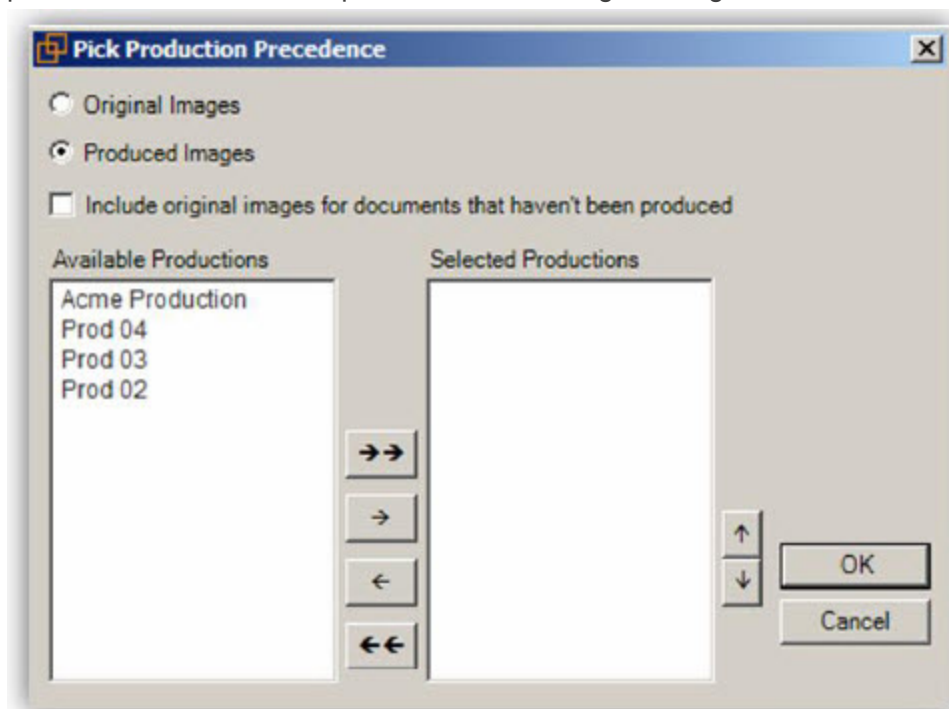 Pick Production Precedence
Original Images
Produced Images
Include original images for documents that haven't been produced
Available Productions
Selected Productions
Acme Production
Prod 04
Prod 03
Prod 02
OK
Cancel